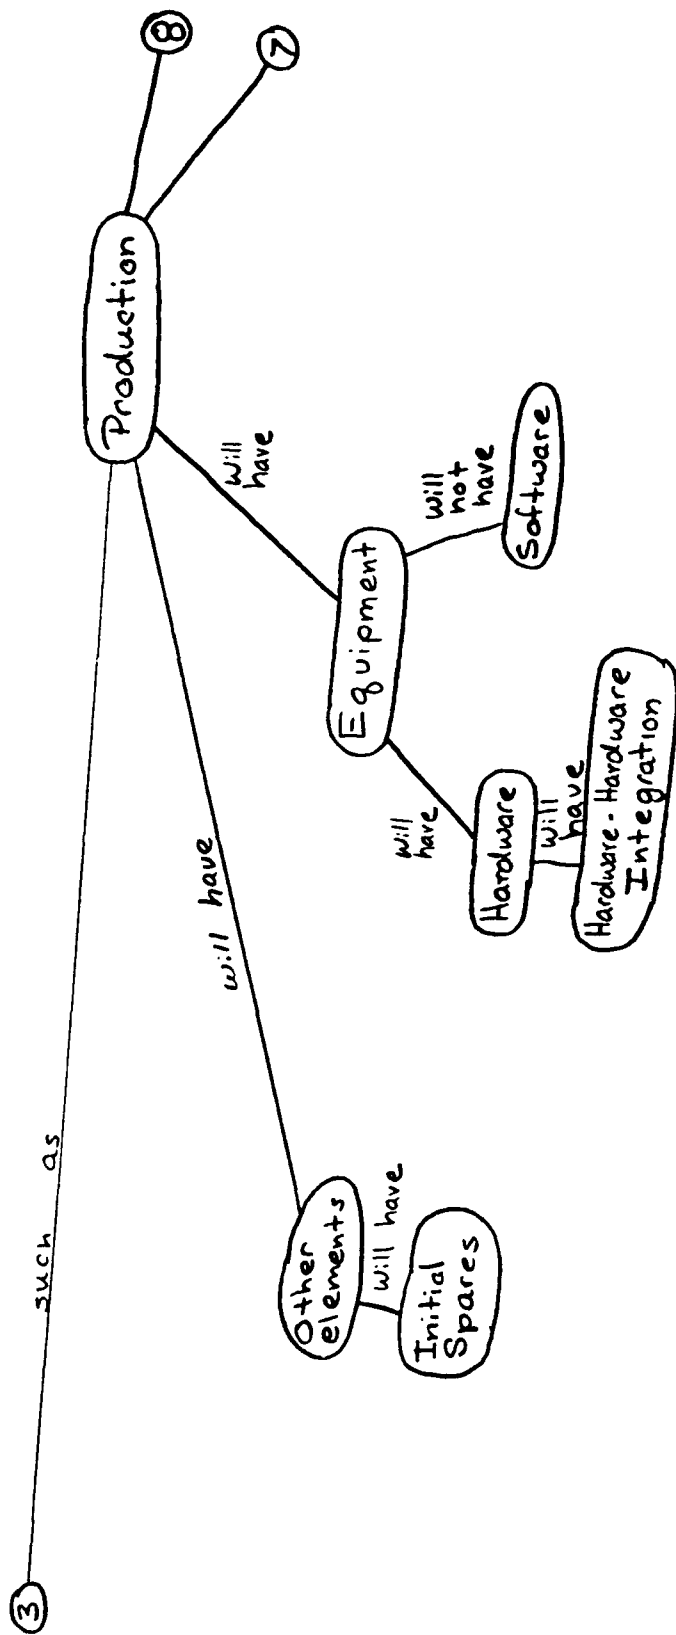 3
such as
Production
8
7
will have
will
have
Other
elements
will have
Initial
Spares
Equipment
will
have
will
not
have
Hardware
Software
will
have
Hardware - Hardware
Integration